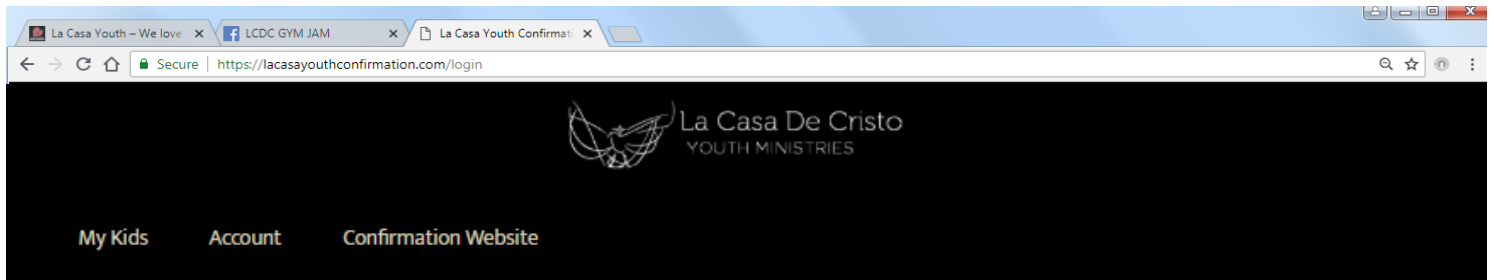 La Casa Youth – We love
LCDC GYM JAM
La Casa Youth Confirmati
Secure | https://lacasayouthconfirmation.com/login
La Casa De Cristo
YOUTH MINISTRIES
My Kids
Account
Confirmation Website